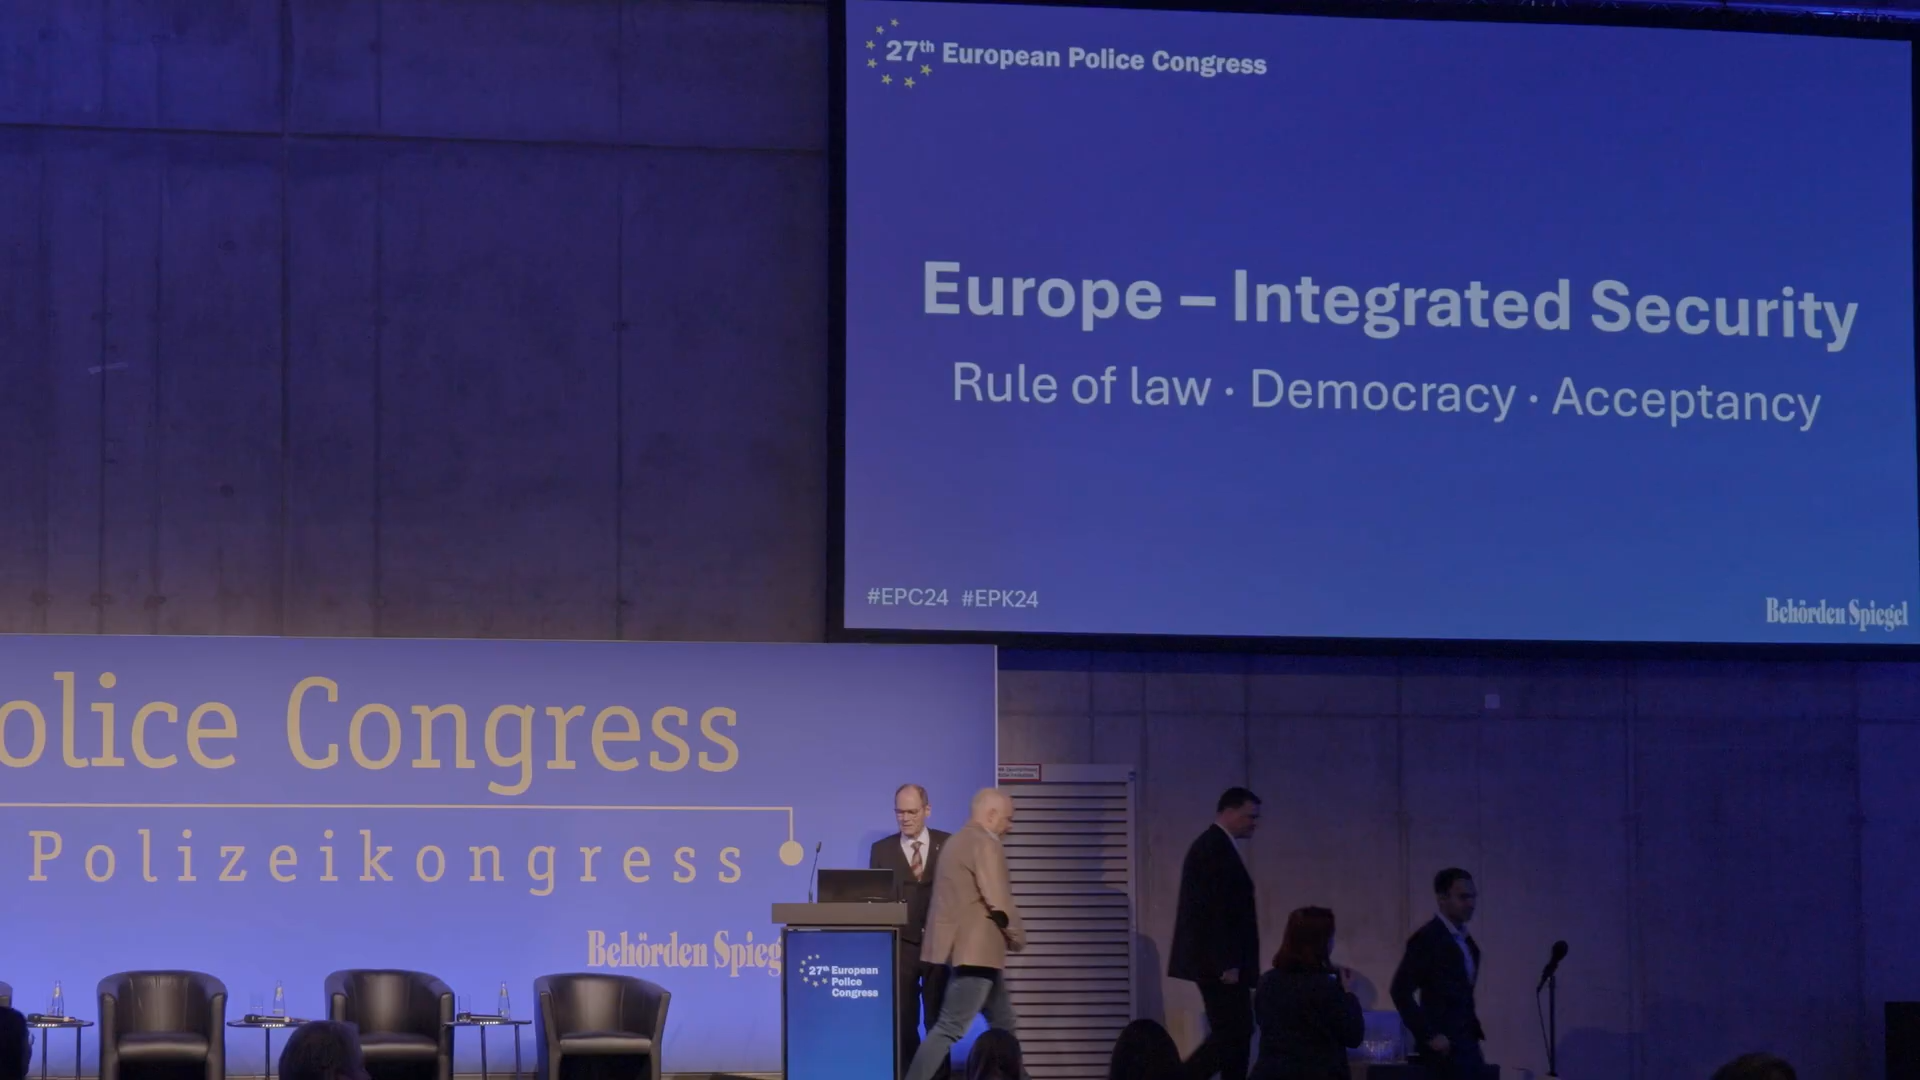 27th European Police Congress
Europe – Integrated Security
Rule of law · Democracy · Acceptancy
#EPC24 #EPK24
Behörden Spiegel
olice Congress
Polizeikongress
Behörden Spieg
27th European
Police
Congress